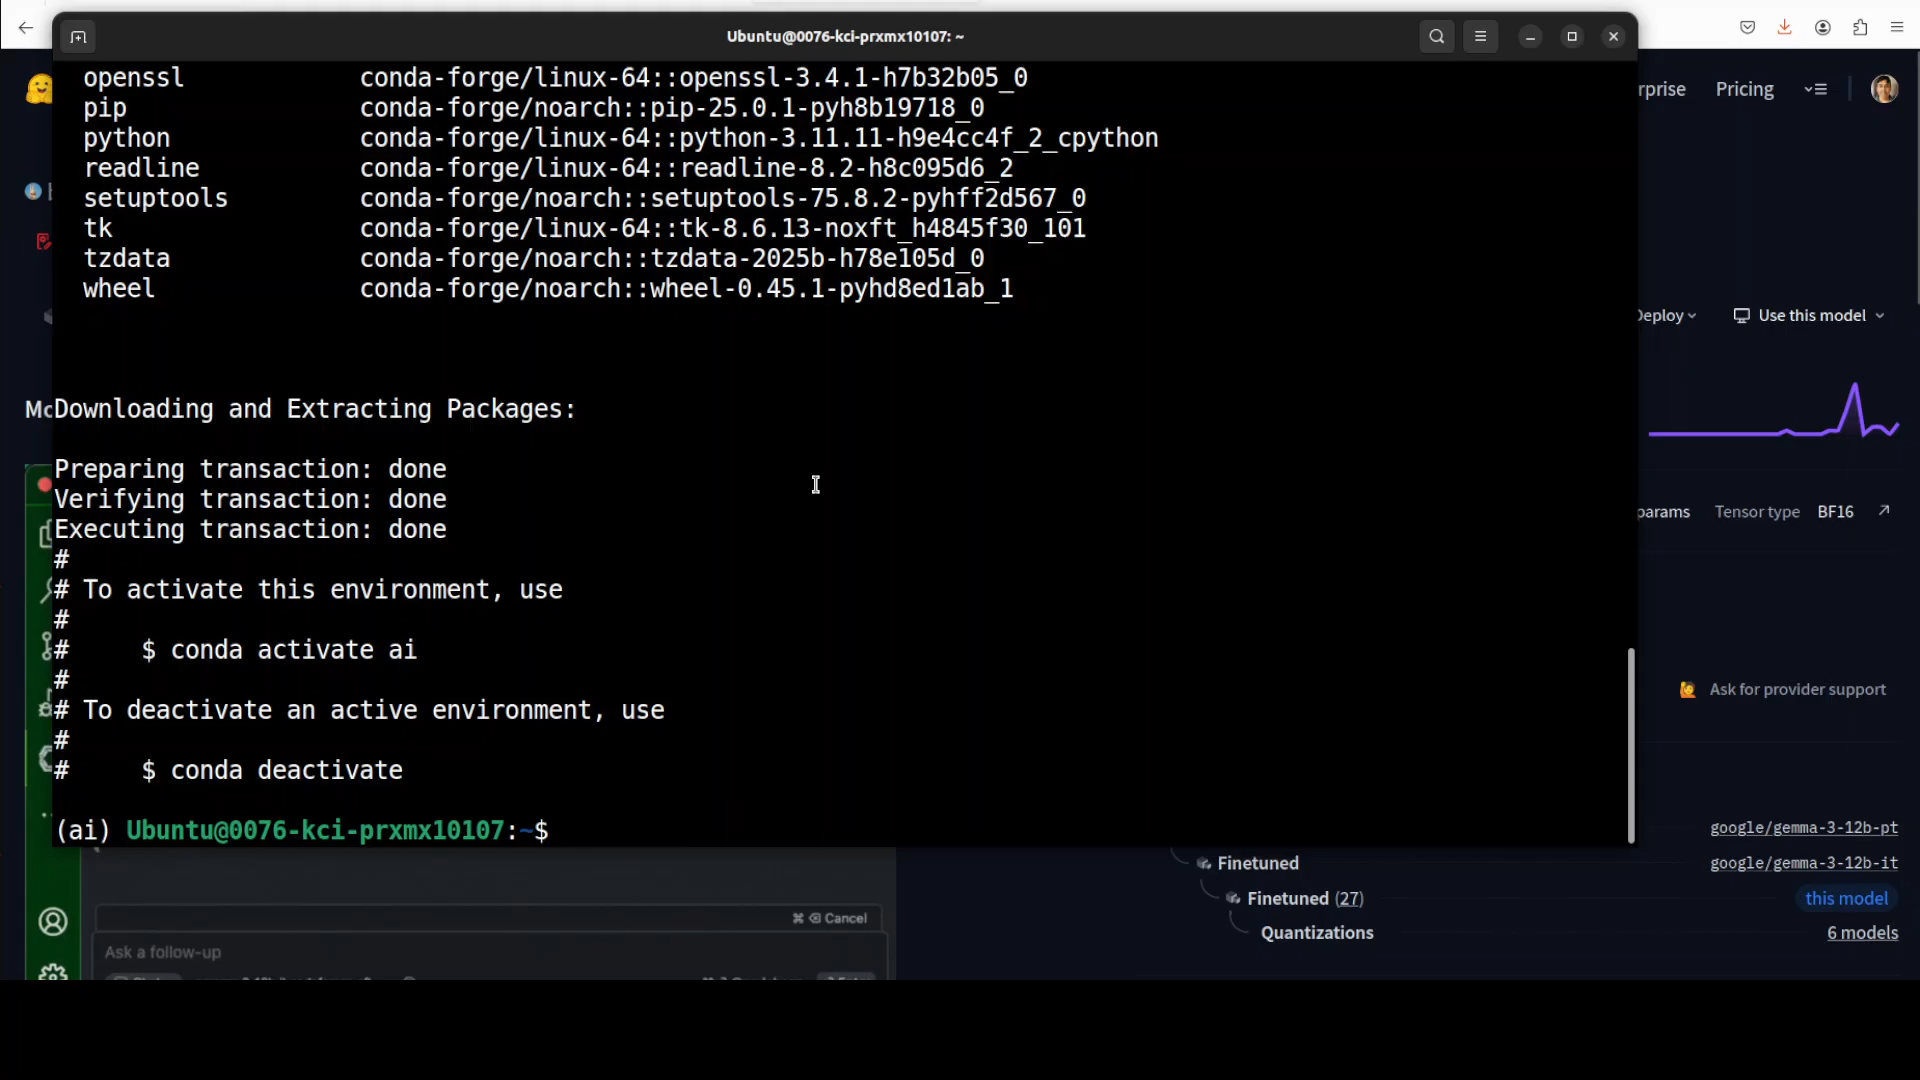 Ubuntu@0076-kci-prxmx10107: ~
openssl conda-forge/linux-64::openssl-3.4.1-h7b32b05_0
pip conda-forge/noarch::pip-25.0.1-pyh8b19718_0
python conda-forge/linux-64::python-3.11.11-h9e4cc4f_2_cpython
readline conda-forge/linux-64::readline-8.2-h8c095d6_2
setuptools conda-forge/noarch::setuptools-75.8.2-pyhff2d567_0
tk conda-forge/linux-64::tk-8.6.13-noxft_h4845f30_101
tzdata conda-forge/noarch::tzdata-2025b-h78e105d_0
wheel conda-forge/noarch::wheel-0.45.1-pyhd8ed1ab_1
Downloading and Extracting Packages:
Preparing transaction: done
Verifying transaction: done
Executing transaction: done
#
# To activate this environment, use
#
# $ conda activate ai
#
# To deactivate an active environment, use
#
# $ conda deactivate
(ai) Ubuntu@0076-kci-prxmx10107:~$
rprise Pricing
Deploy Use this model
params Tensor type BF16
Ask for provider support
google/gemma-3-12b-pt
Finetuned google/gemma-3-12b-it
Finetuned (27) this model
Quantizations 6 models
Cancel
Ask a follow-up